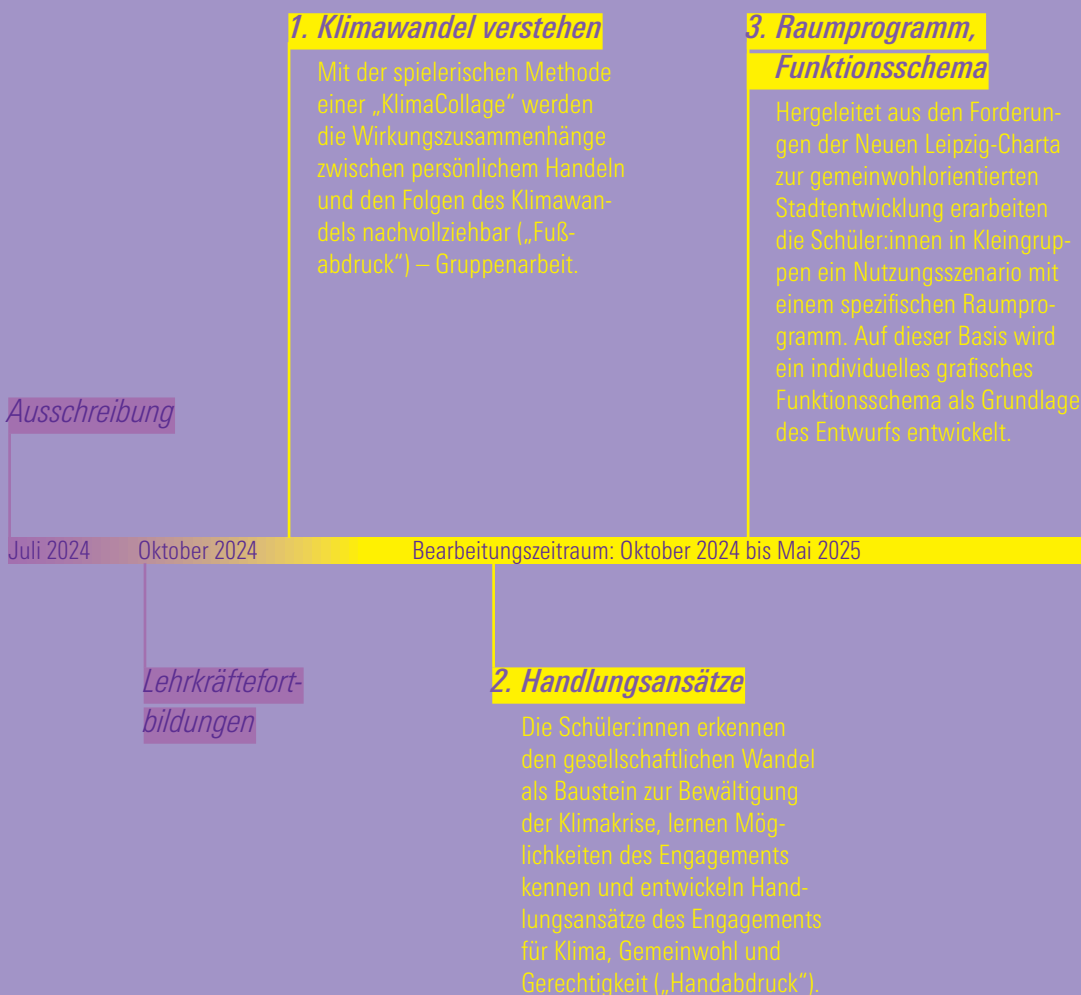 1. Klimawandel verstehen
Mit der spielerischen Methode
einer „KlimaCollage“ werden
die Wirkungszusammenhänge
zwischen persönlichem Handeln
und den Folgen des Klimawan-
dels nachvollziehbar („Fuß-
abdruck“) – Gruppenarbeit.
3. Raumprogramm,
Funktionsschema
Hergeleitet aus den Forderun-
gen der Neuen Leipzig-Charta
zur gemeinwohlorientierten
Stadtentwicklung erarbeiten
die Schüler:innen in Kleingrup-
pen ein Nutzungsszenario mit
einem spezifischen Raumpro-
gramm. Auf dieser Basis wird
ein individuelles grafisches
Funktionsschema als Grundlage
des Entwurfs entwickelt.
Ausschreibung
Juli 2024 Oktober 2024 Bearbeitungszeitraum: Oktober 2024 bis Mai 2025
Lehrkräftefort-
bildungen
2. Handlungsansätze
Die Schüler:innen erkennen
den gesellschaftlichen Wandel
als Baustein zur Bewältigung
der Klimakrise, lernen Mög-
lichkeiten des Engagements
kennen und entwickeln Hand-
lungsansätze des Engagements
für Klima, Gemeinwohl und
Gerechtigkeit („Handabdruck“).